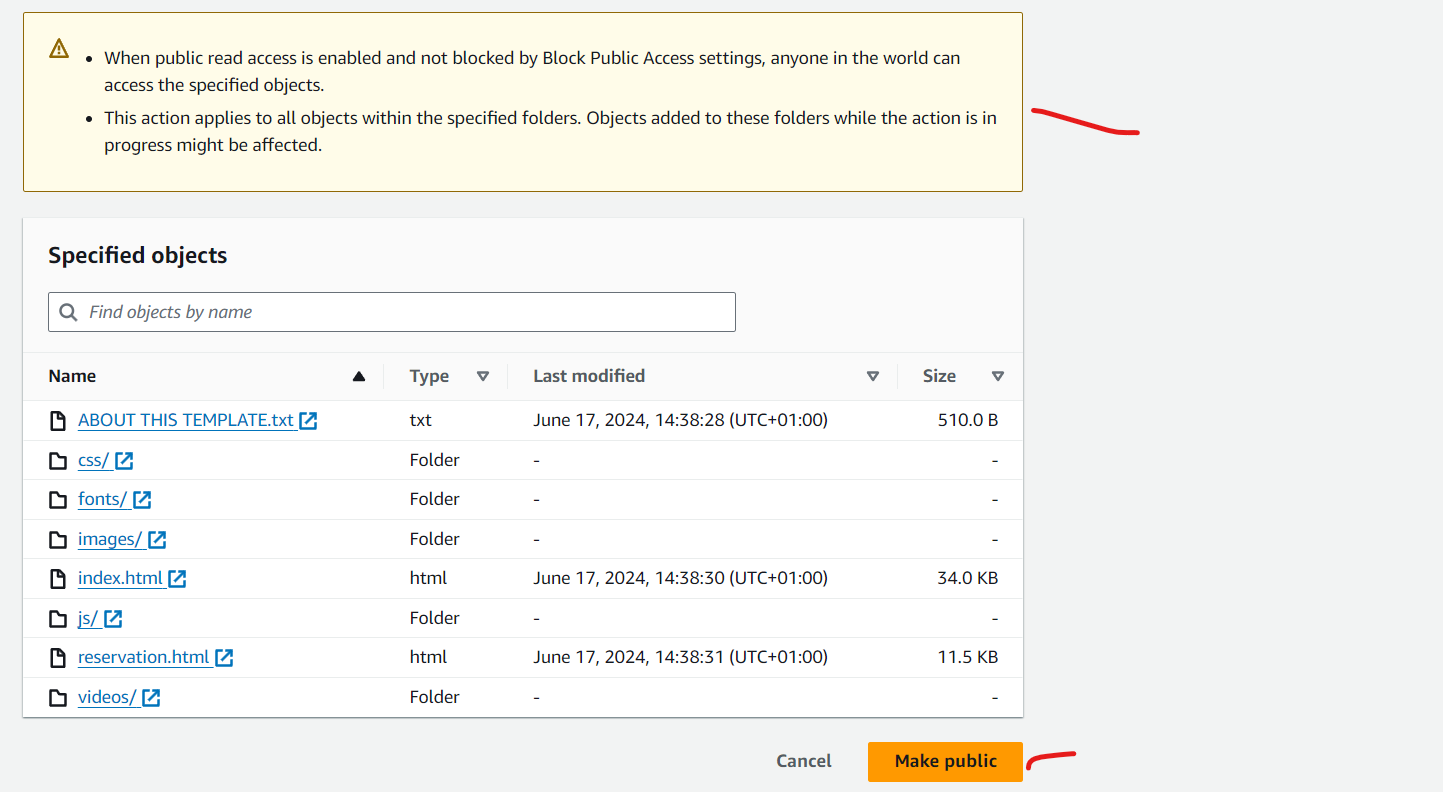 When public read access is enabled and not blocked by Block Public Access settings, anyone in the world can
access the specified objects.
This action applies to all objects within the specified folders. Objects added to these folders while the action is in
progress might be affected.
Specified objects
Find objects by name
Name Type Last modified Size
ABOUT THIS TEMPLATE.txt txt June 17, 2024, 14:38:28 (UTC+01:00) 510.0 B
css/ Folder - -
fonts/ Folder - -
images/ Folder - -
index.html html June 17, 2024, 14:38:30 (UTC+01:00) 34.0 KB
js/ Folder - -
reservation.html html June 17, 2024, 14:38:31 (UTC+01:00) 11.5 KB
videos/ Folder - -
Cancel Make public